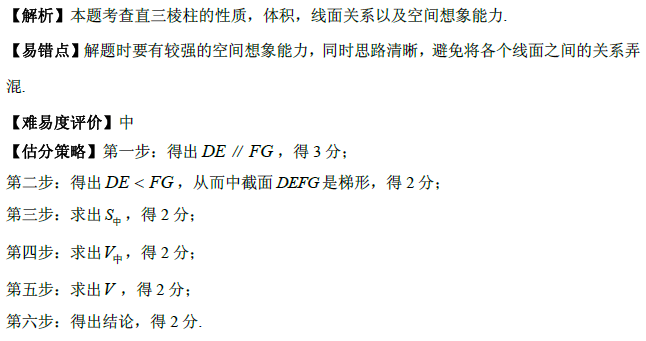 【解析】本题考查直三棱柱的性质，体积，线面关系以及空间想象能力.
【易错点】解题时要有较强的空间想象能力，同时思路清晰，避免将各个线面之间的关系弄
混.
【难易度评价】中
【估分策略】第一步：得出 DE // FG，得 3 分；
第二步：得出 DE < FG，从而中截面 DEFG 是梯形，得 2 分；
第三步：求出 S中，得 2 分；
第四步：求出 V中，得 2 分；
第五步：求出 V，得 2 分；
第六步：得出结论，得 2 分.